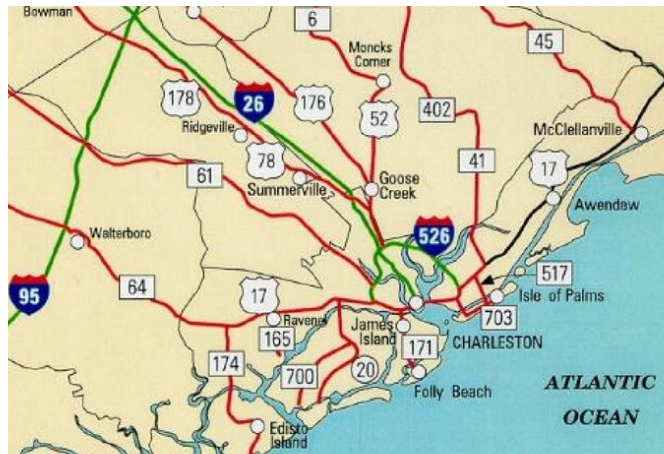 Bowman
6
45
Moncks
Corner
178
26
176
402
52
Ridgeville
McClellanville
78
41
17
61
Summerville
Goose
Creek
Awendaw
Walterboro
526
517
95
64
17
Isle of Palms
Ravenel
James
Island
703
165
171
CHARLESTON
174
700
20
Folly Beach
ATLANTIC
OCEAN
Edisto
Island